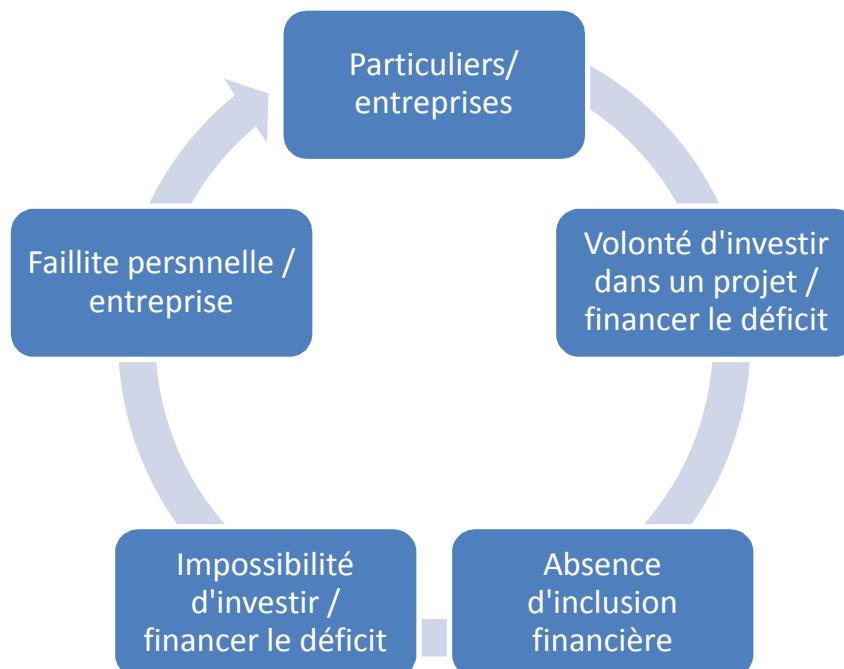 Particuliers/
entreprises
Volonté d'investir
dans un projet /
financer le déficit
Absence
d'inclusion
financière
Impossibilité
d'investir /
financer le déficit
Faillite persnnelle /
entreprise